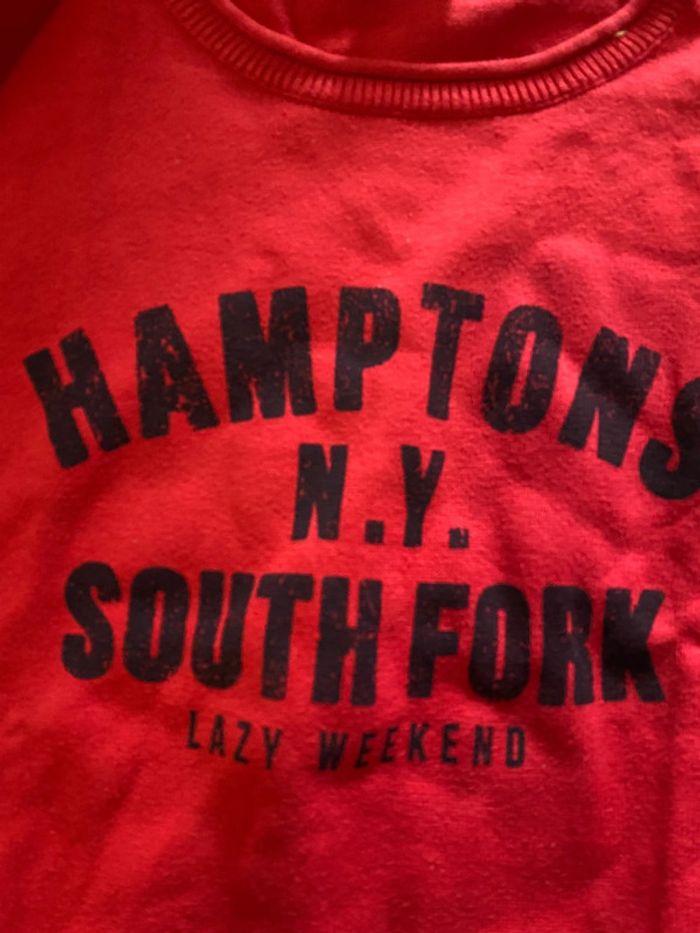 HAMPTONS
N.Y.
SOUTH FORK
LAZY WEEKEND